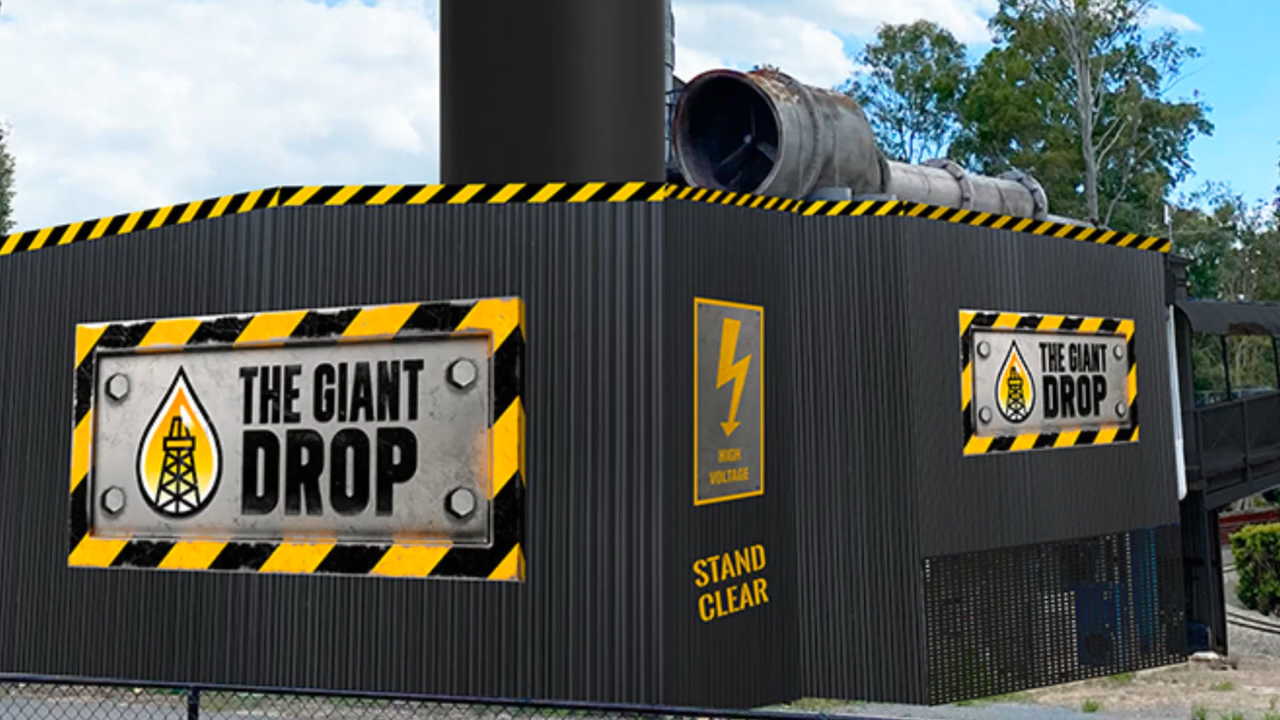 THE GIANT
DROP
HIGH
VOLTAGE
STAND
CLEAR
THE GIANT
DROP